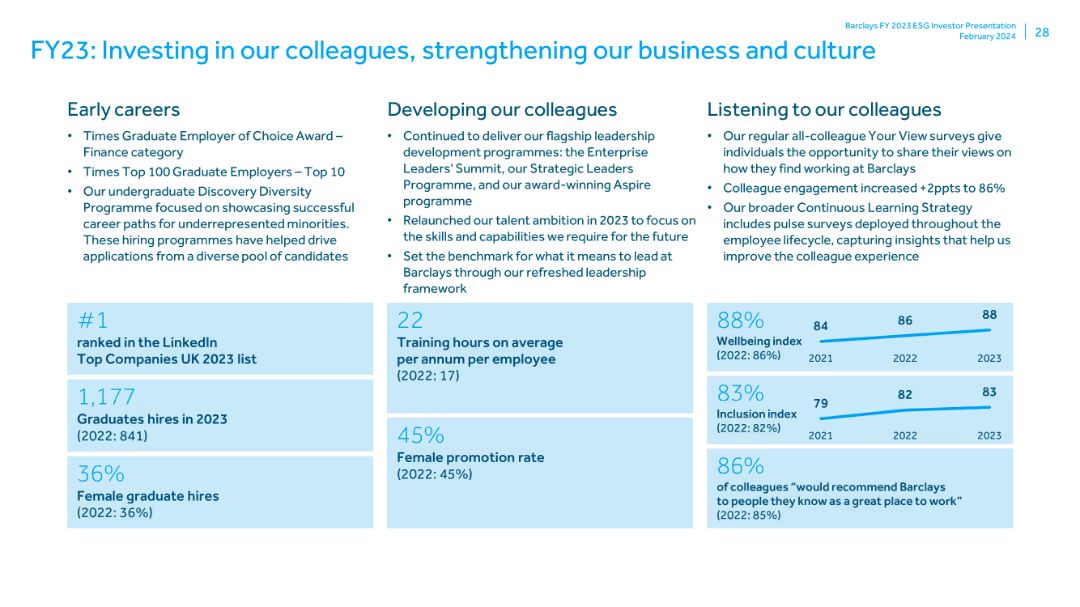 Barclays FY 2023 ESG Investor Presentation
February 2024
28
FY23: Investing in our colleagues, strengthening our business and culture
Early careers
• Times Graduate Employer of Choice Award –
Finance category
• Times Top 100 Graduate Employers – Top 10
• Our undergraduate Discovery Diversity
Programme focused on showcasing successful
career paths for underrepresented minorities.
These hiring programmes have helped drive
applications from a diverse pool of candidates
#1
ranked in the LinkedIn
Top Companies UK 2023 list
1,177
Graduates hires in 2023
(2022: 841)
36%
Female graduate hires
(2022: 36%)
Developing our colleagues
• Continued to deliver our flagship leadership
development programmes: the Enterprise
Leaders' Summit, our Strategic Leaders
Programme, and our award-winning Aspire
programme
• Relaunched our talent ambition in 2023 to focus on
the skills and capabilities we require for the future
• Set the benchmark for what it means to lead at
Barclays through our refreshed leadership
framework
22
Training hours on average
per annum per employee
(2022: 17)
45%
Female promotion rate
(2022: 45%)
Listening to our colleagues
• Our regular all-colleague Your View surveys give
individuals the opportunity to share their views on
how they find working at Barclays
• Colleague engagement increased +2ppts to 86%
• Our broader Continuous Learning Strategy
includes pulse surveys deployed throughout the
employee lifecycle, capturing insights that help us
improve the colleague experience
88%
Wellbeing index
(2022: 86%)
84 86 88
2021 2022 2023
83%
Inclusion index
(2022: 82%)
79 82 83
2021 2022 2023
86%
of colleagues "would recommend Barclays
to people they know as a great place to work"
(2022: 85%)